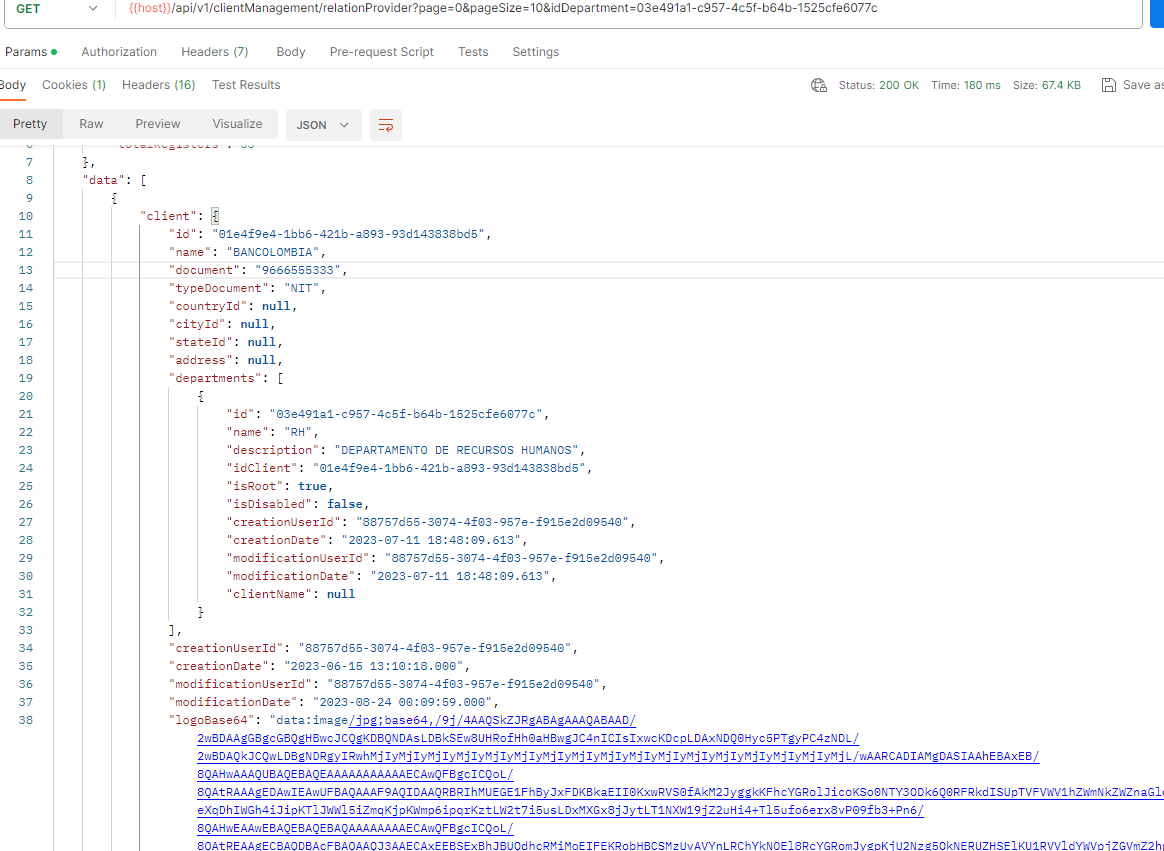 GET {{host}}/api/v1/clientManagement/relationProvider?page=0&pageSize=10&idDepartment=03e491a1-c957-4c5f-b64b-1525cfe6077c
Params Authorization Headers (7) Body Pre-request Script Tests Settings
Body Cookies (1) Headers (16) Test Results Status: 200 OK Time: 180 ms Size: 67.4 KB Save as
Pretty Raw Preview Visualize JSON
7 },
8 "data": [
9 {
10 "client": {
11 "id": "01e4f9e4-1bb6-421b-a893-93d143838bd5",
12 "name": "BANCOLOMBIA",
13 "document": "9666555333",
14 "typeDocument": "NIT",
15 "countryId": null,
16 "cityId": null,
17 "stateId": null,
18 "address": null,
19 "departments": [
20 {
21 "id": "03e491a1-c957-4c5f-b64b-1525cfe6077c",
22 "name": "RH",
23 "description": "DEPARTAMENTO DE RECURSOS HUMANOS",
24 "idClient": "01e4f9e4-1bb6-421b-a893-93d143838bd5",
25 "isRoot": true,
26 "isDisabled": false,
27 "creationUserId": "88757d55-3074-4f03-957e-f915e2d09540",
28 "creationDate": "2023-07-11 18:48:09.613",
29 "modificationUserId": "88757d55-3074-4f03-957e-f915e2d09540",
30 "modificationDate": "2023-07-11 18:48:09.613",
31 "clientName": null
32 }
33 ],
34 "creationUserId": "88757d55-3074-4f03-957e-f915e2d09540",
35 "creationDate": "2023-06-15 13:10:18.000",
36 "modificationUserId": "88757d55-3074-4f03-957e-f915e2d09540",
37 "modificationDate": "2023-08-24 00:09:59.000",
38 "logoBase64": "data:image/jpg;base64,/9j/4AAQSkZJRgABAgAAAQABAAD/
2wBDAAgGBgcGBQgHBwcJCQgKDBQNDAsLDBkSEw8UHRofHh0aHBwgJC4nICIsIxwcKDcpLDAxNDQ0Hyc5PTgyPC4zNDL/
2wBDAQkJCQwLDBgNDRgyIRwhMjIyMjIyMjIyMjIyMjIyMjIyMjIyMjIyMjIyMjIyMjIyMjIyMjIyMjIyMjIyMjIyMjL/wAARCADIAMgDASIAAhEBAxEB/
8QAHwAAAQUBAQEBAQEAAAAAAAAAAAECAwQFBgcICQoL/
8QAtRAAAgEDAwIEAwUFBAQAAAF9AQIDAAQRBRIhMUEGE1FhByJxFDKBkaEII0KxwRVS0fAkM2JyggkKFhcYGRolJicoKSo0NTY3ODk6Q0RFRkdISUpTVFVWV1hZWmNkZWZnaGlq
eXqDhIWGh4iJipKTlJWWl5iZmqKjpKWmp6ipqrKztLW2t7i5usLDxMXGx8jJytLT1NXW19jZ2uHi4+Tl5ufo6erx8vP09fb3+Pn6/
8QAHwEAAwEBAQEBAQEBAQAAAAAAAAECAwQFBgcICQoL/